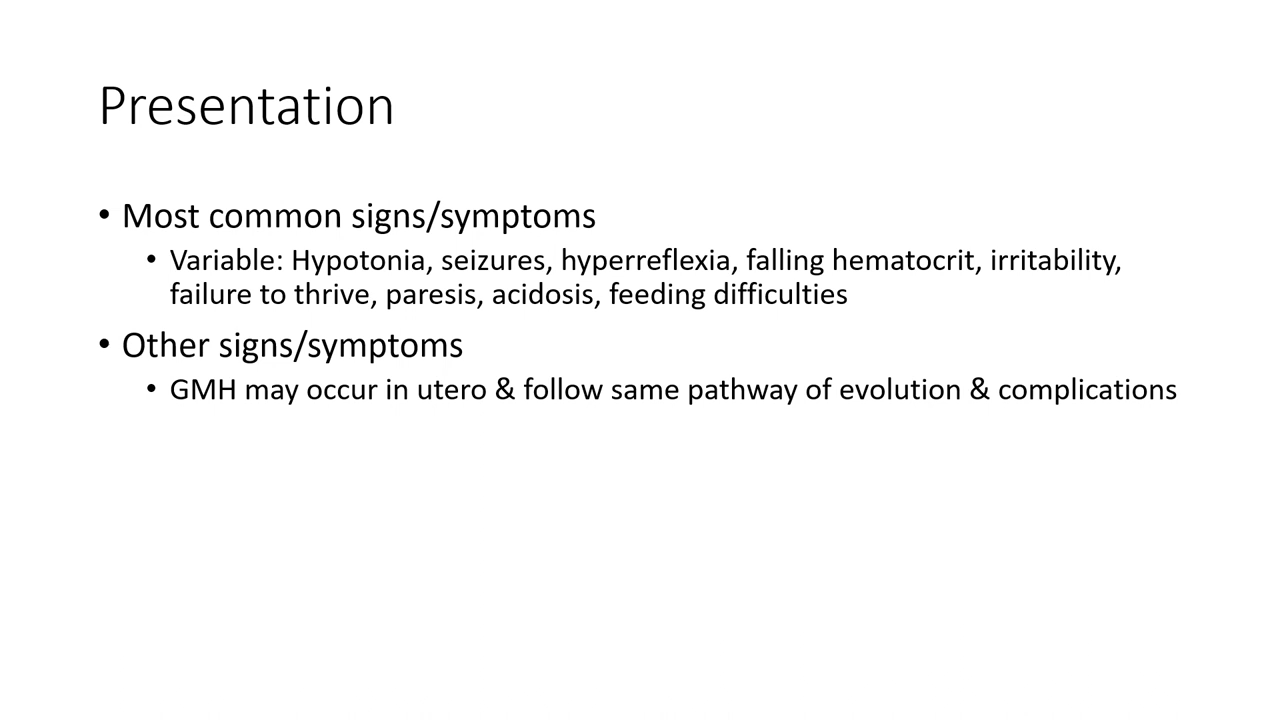 Presentation
• Most common signs/symptoms
• Variable: Hypotonia, seizures, hyperreflexia, falling hematocrit, irritability,
failure to thrive, paresis, acidosis, feeding difficulties
• Other signs/symptoms
• GMH may occur in utero & follow same pathway of evolution & complications